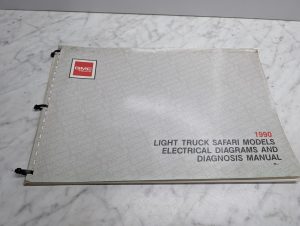 GMC
1990
LIGHT TRUCK SAFARI MODELS
ELECTRICAL DIAGRAMS AND
DIAGNOSIS MANUAL